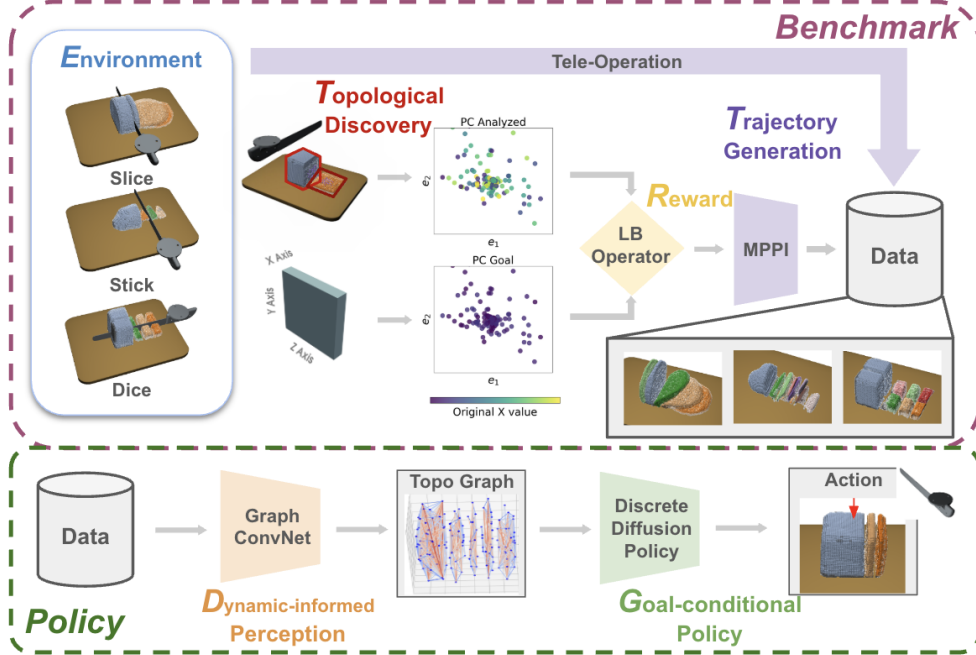 Benchmark
Environment
Slice
Stick
Dice
Tele-Operation
Topological
Discovery
PC Analyzed
e2
e1
X Axis
Y Axis
Z Axis
PC Goal
e2
e1
Original X value
Reward
LB
Operator
Trajectory
Generation
MPPI
Data
Policy
Data
Graph
ConvNet
Dynamic-informed
Perception
Topo Graph
Discrete
Diffusion
Policy
Goal-conditional
Policy
Action